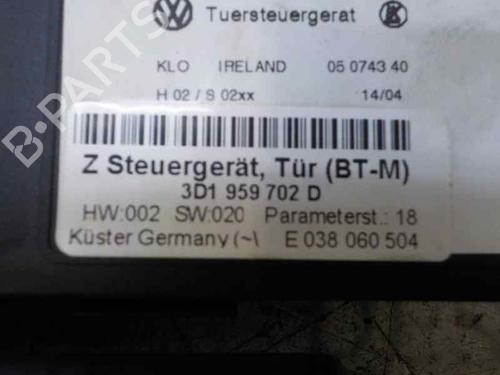 Tuersteuergerat
KLO IRELAND 05 0743 40
H 02 / S 02xx 14/04
Z Steuergerät, Tür (BT-M)
3D1 959 702 D
HW:002 SW:020 Parameterst.: 18
Küster Germany (~\ E 038 060 504
B-PARTS